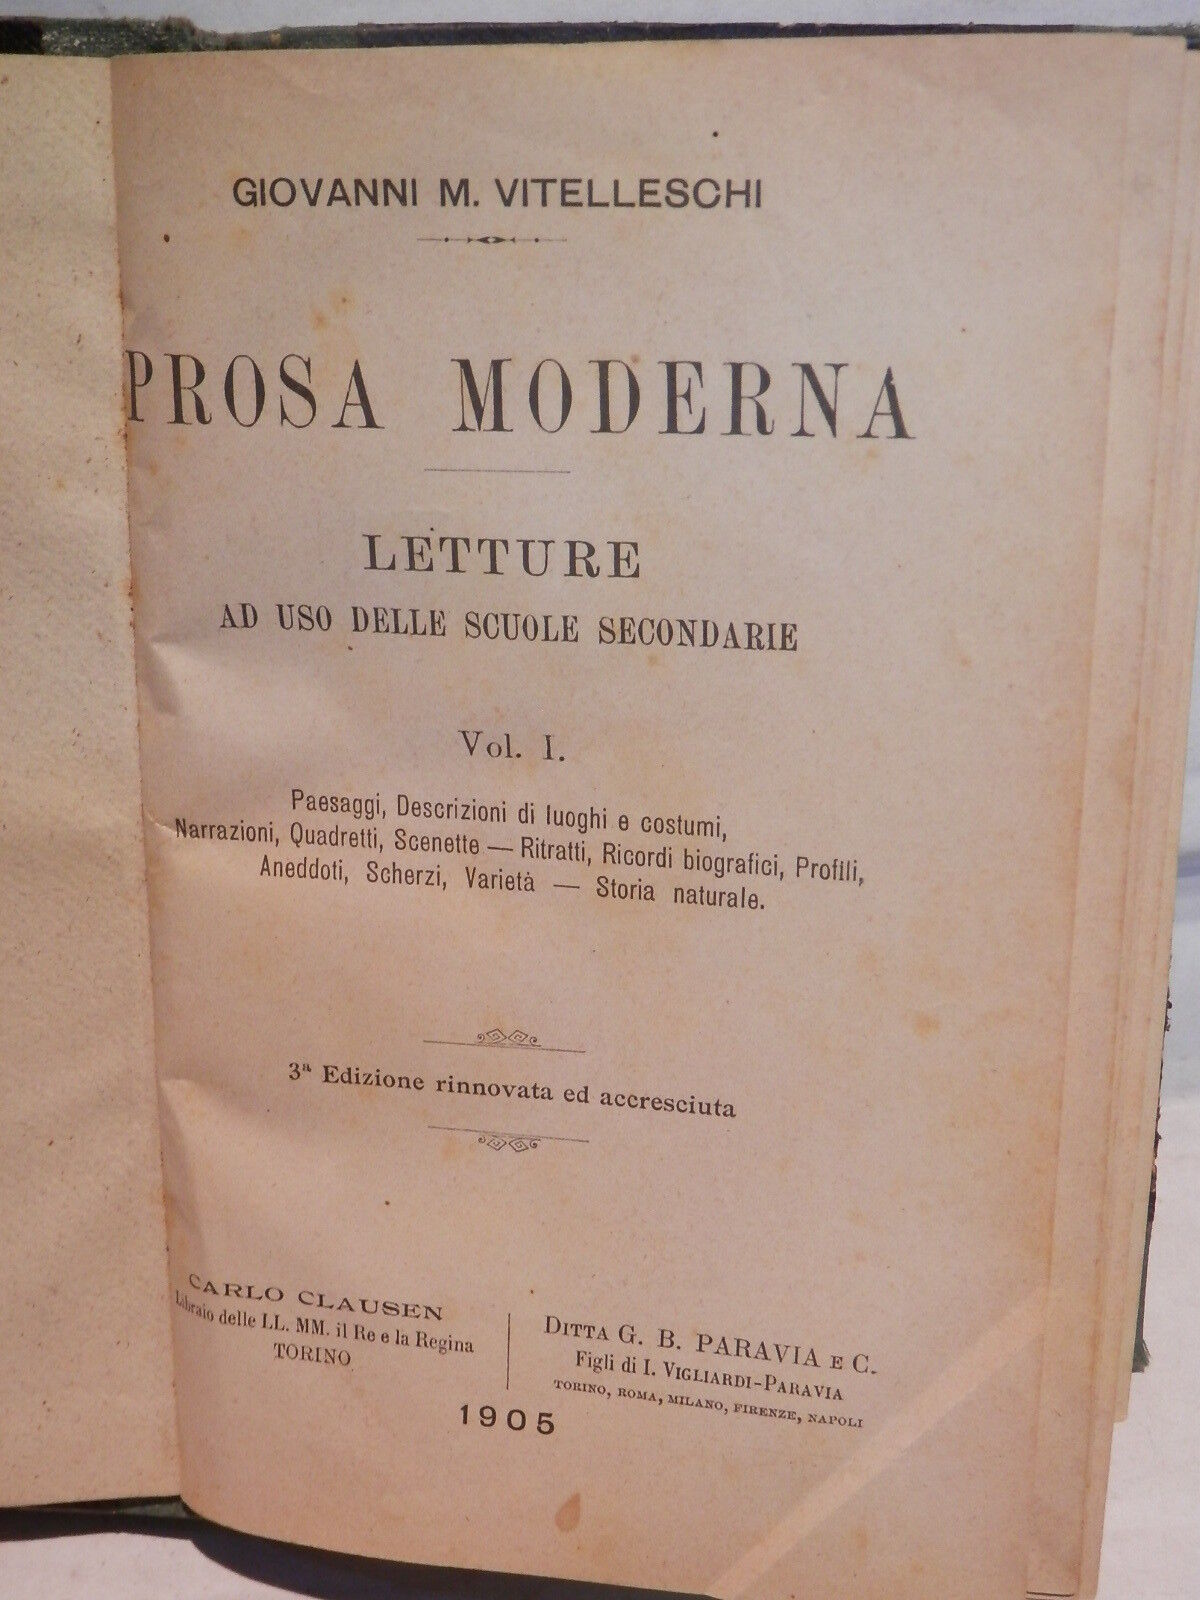 GIOVANNI M. VITELLESCHI
PROSA MODERNA
LETTURE
AD USO DELLE SCUOLE SECONDARIE
Vol. I.
Paesaggi, Descrizioni di luoghi e costumi,
Narrazioni, Quadretti, Scenette — Ritratti, Ricordi biografici, Profili,
Aneddoti, Scherzi, Varietà — Storia naturale.
3ª Edizione rinnovata ed accresciuta
CARLO CLAUSEN
Libraio delle LL. MM. il Re e la Regina
TORINO
DITTA G. B. PARAVIA E C.
Figli di I. VIGLIARDI-PARAVIA
TORINO, ROMA, MILANO, FIRENZE, NAPOLI
1905